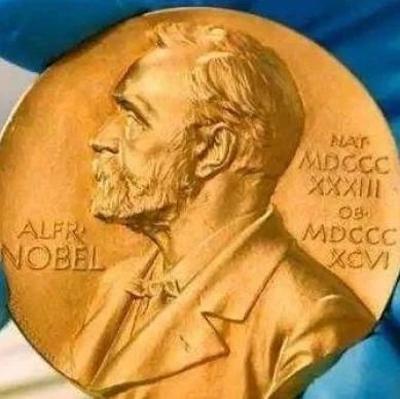 ALFR·
NOBEL
NAT·
MDCCC
XXXIII
OB·
MDCCC
XCVI